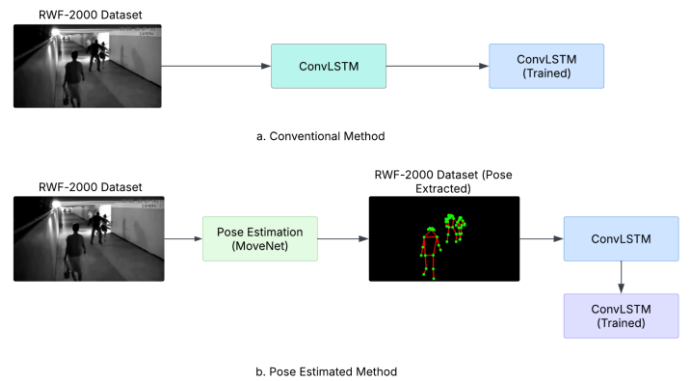 RWF-2000 Dataset
ConvLSTM
ConvLSTM
(Trained)
a. Conventional Method
RWF-2000 Dataset
Pose Estimation
(MoveNet)
RWF-2000 Dataset (Pose
Extracted)
ConvLSTM
ConvLSTM
(Trained)
b. Pose Estimated Method